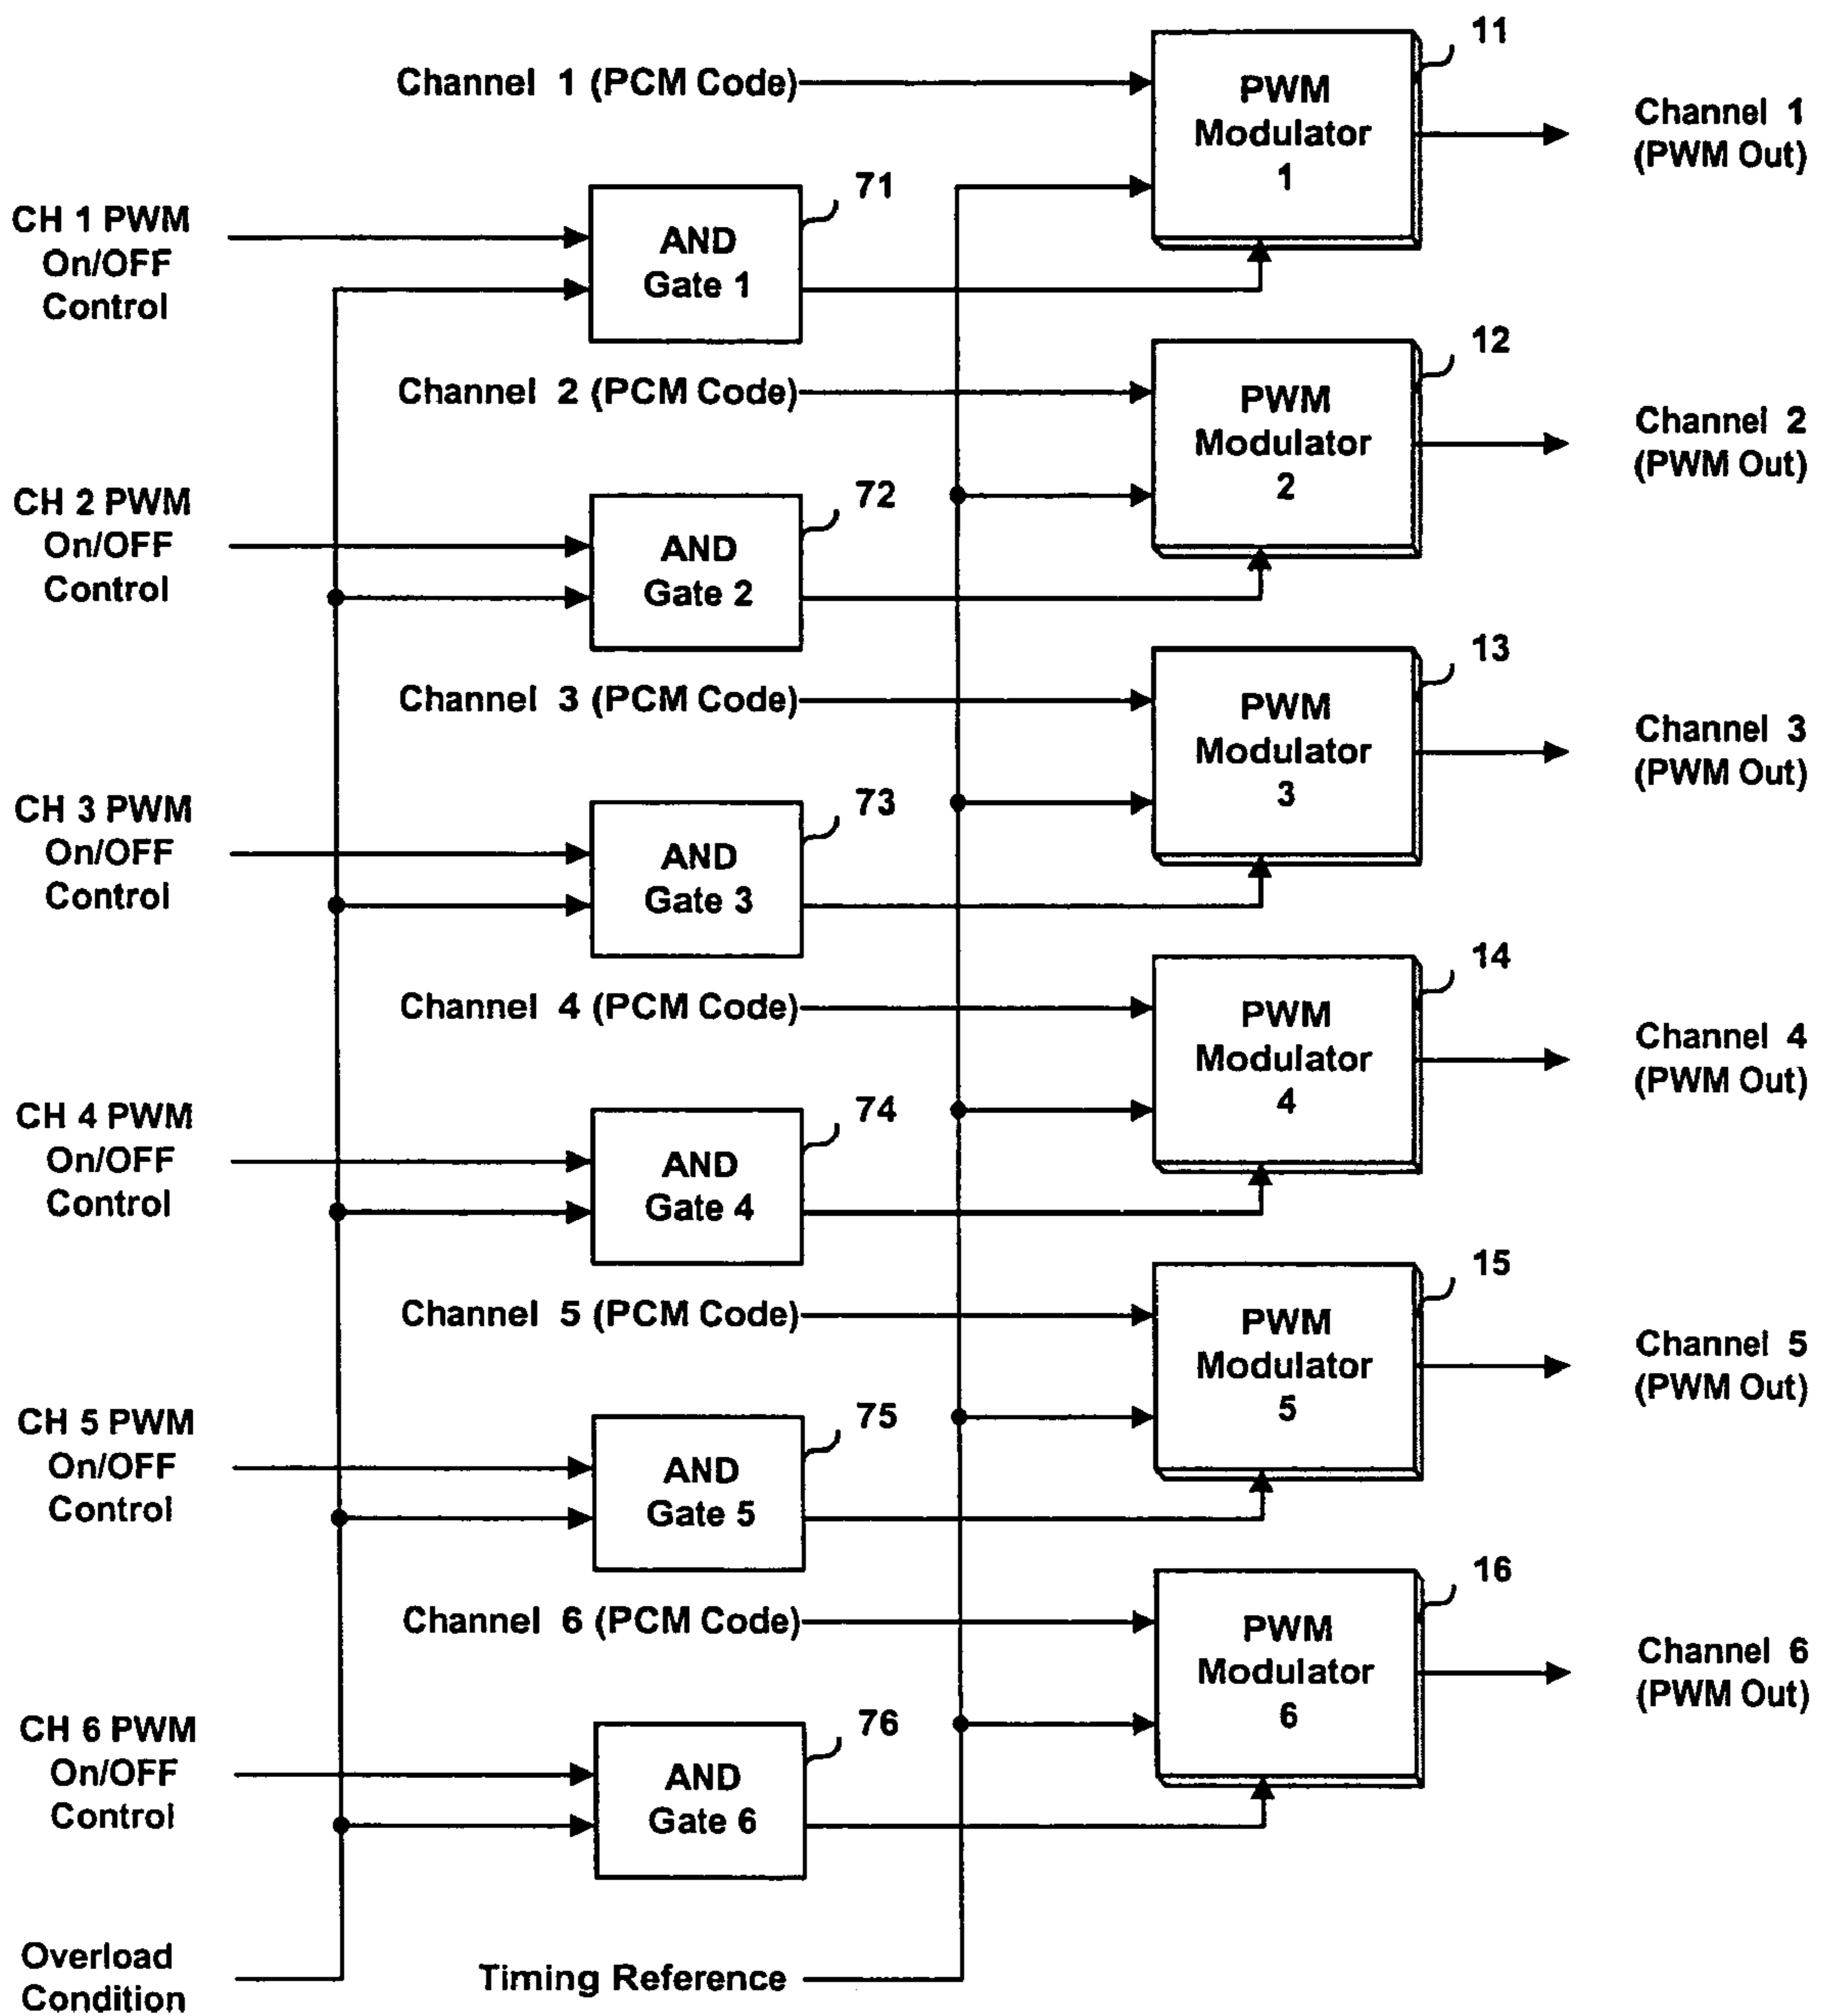 11
Channel 1 (PCM Code)
PWM
Modulator
1
Channel 1
(PWM Out)
71
CH 1 PWM
On/OFF
Control
AND
Gate 1
12
Channel 2 (PCM Code)
PWM
Modulator
2
Channel 2
(PWM Out)
72
CH 2 PWM
On/OFF
Control
AND
Gate 2
13
Channel 3 (PCM Code)
PWM
Modulator
3
Channel 3
(PWM Out)
73
CH 3 PWM
On/OFF
Control
AND
Gate 3
14
Channel 4 (PCM Code)
PWM
Modulator
4
Channel 4
(PWM Out)
74
CH 4 PWM
On/OFF
Control
AND
Gate 4
15
Channel 5 (PCM Code)
PWM
Modulator
5
Channel 5
(PWM Out)
75
CH 5 PWM
On/OFF
Control
AND
Gate 5
16
Channel 6 (PCM Code)
PWM
Modulator
6
Channel 6
(PWM Out)
76
CH 6 PWM
On/OFF
Control
AND
Gate 6
Overload
Condition
Timing Reference